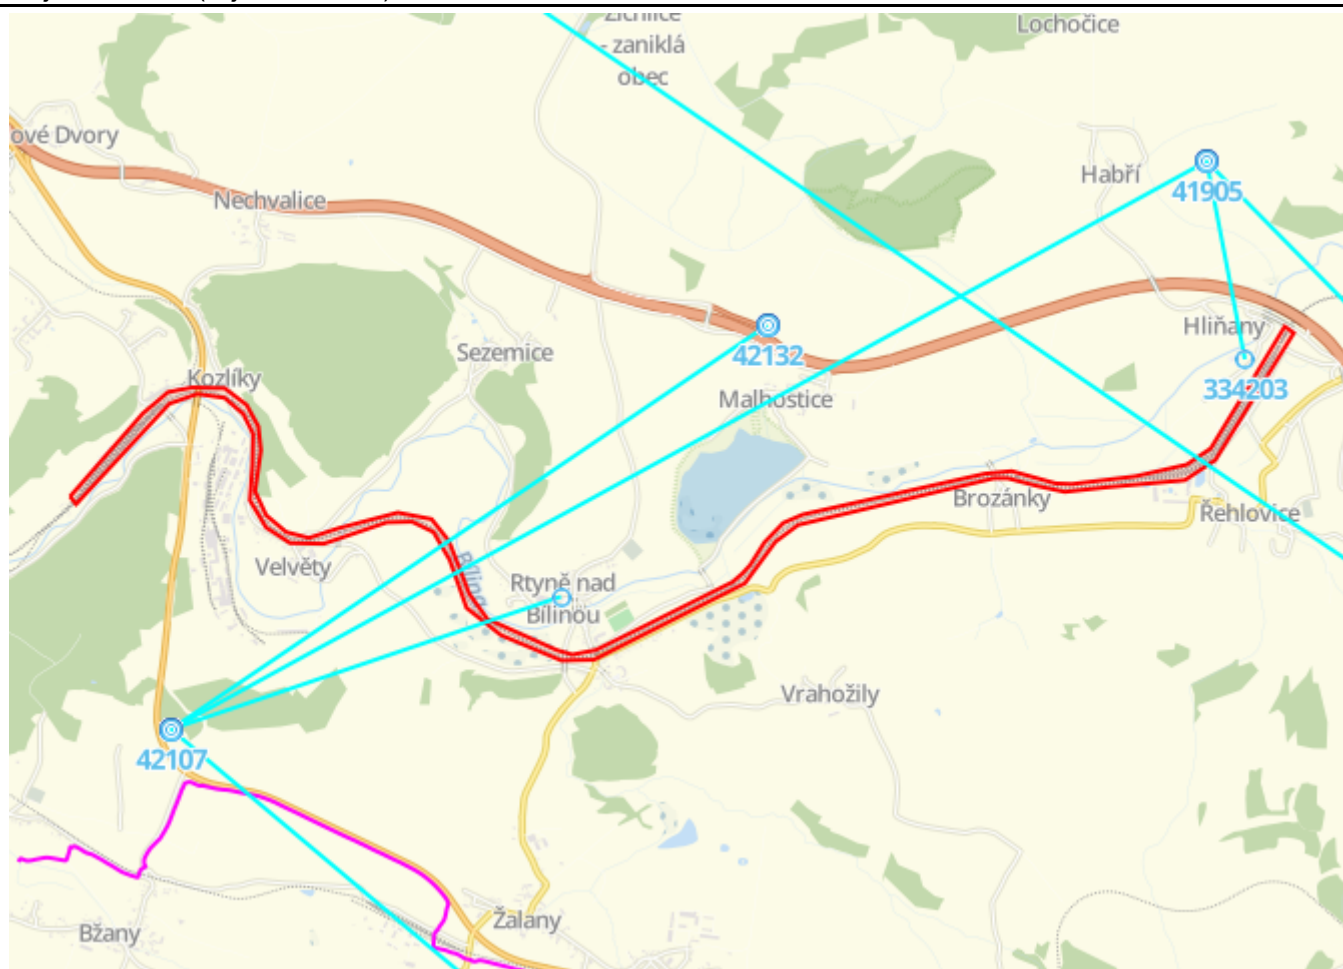 Lochočice
- zaniklá
obec
ové Dvory
Habří
41905
Nechvalice
Hliňany
42132
Sezemice
Kozlíky
334203
Malhostice
Brozánky
Řehlovice
Velvěty
Bílina
Rtyně nad
Bílinou
Vrahožily
42107
Žalany
Bžany